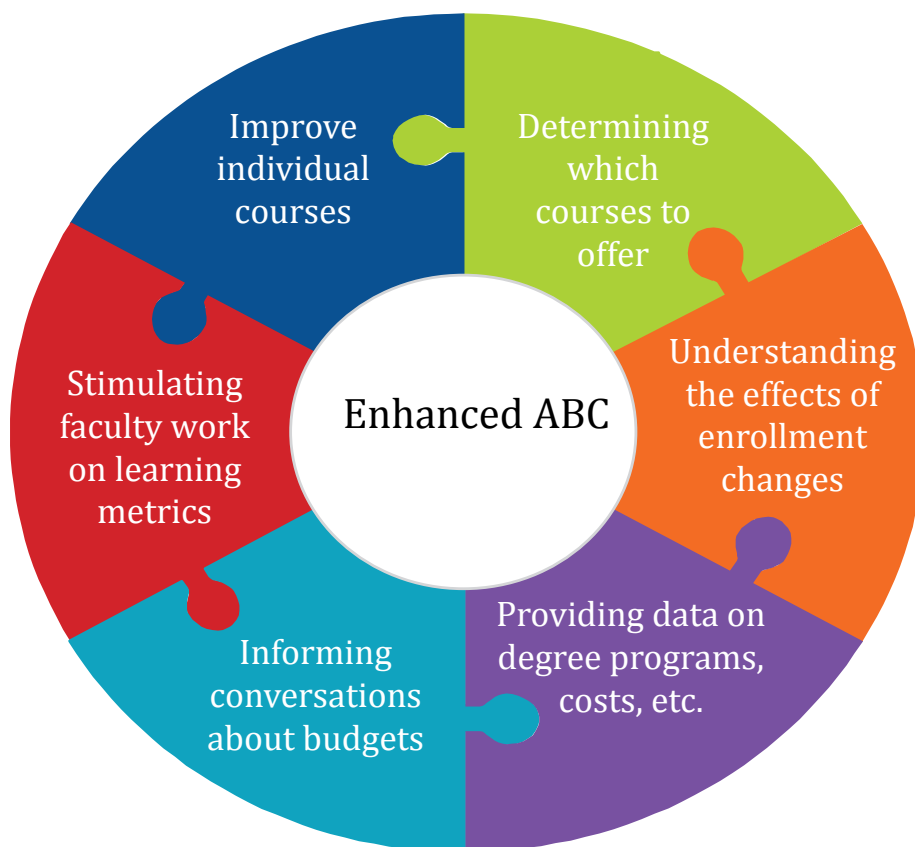 Improve
individual
courses
Determining
which
courses to
offer
Understanding
the effects of
enrollment
changes
Providing data on
degree programs,
costs, etc.
Informing
conversations
about budgets
Stimulating
faculty work
on learning
metrics
Enhanced ABC